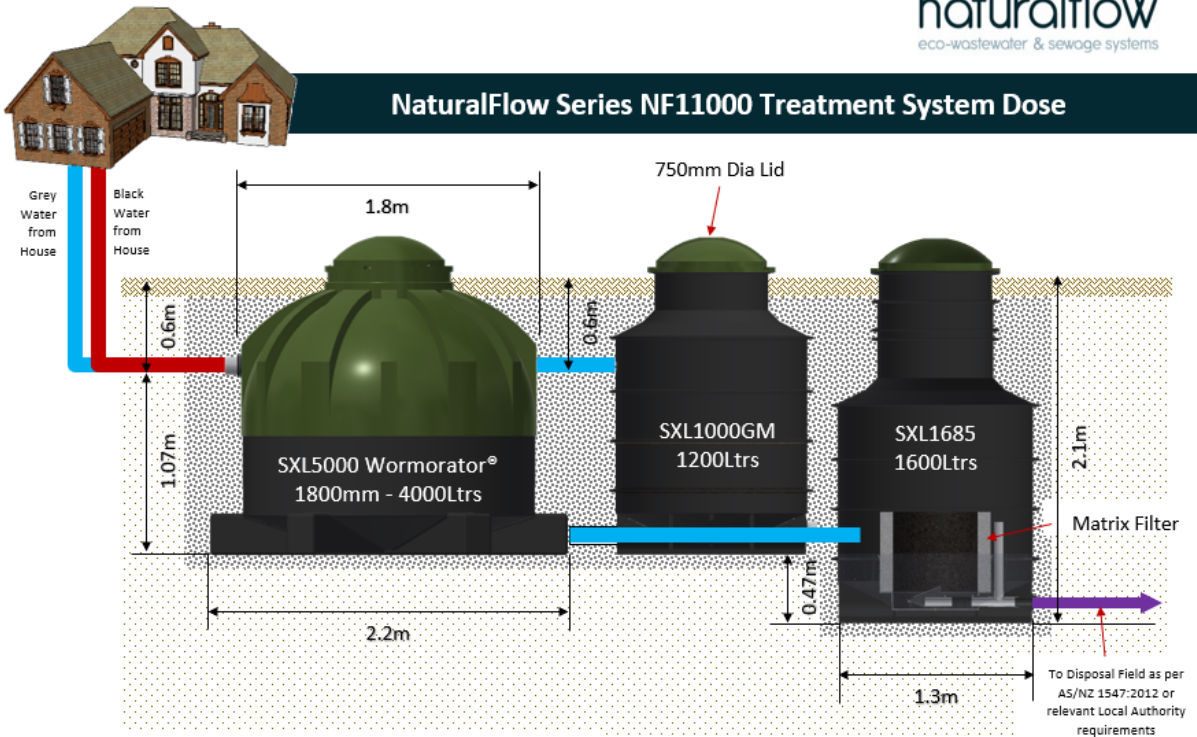 naturalflow
eco-wastewater & sewage systems
NaturalFlow Series NF11000 Treatment System Dose
Grey
Water
from
House
Black
Water
from
House
1.8m
750mm Dia Lid
0.6m
0.6m
1.07m
SXL5000 Wormorator®
1800mm - 4000Ltrs
SXL1000GM
1200Ltrs
SXL1685
1600Ltrs
2.1m
Matrix Filter
0.47m
2.2m
1.3m
To Disposal Field as per
AS/NZ 1547:2012 or
relevant Local Authority
requirements